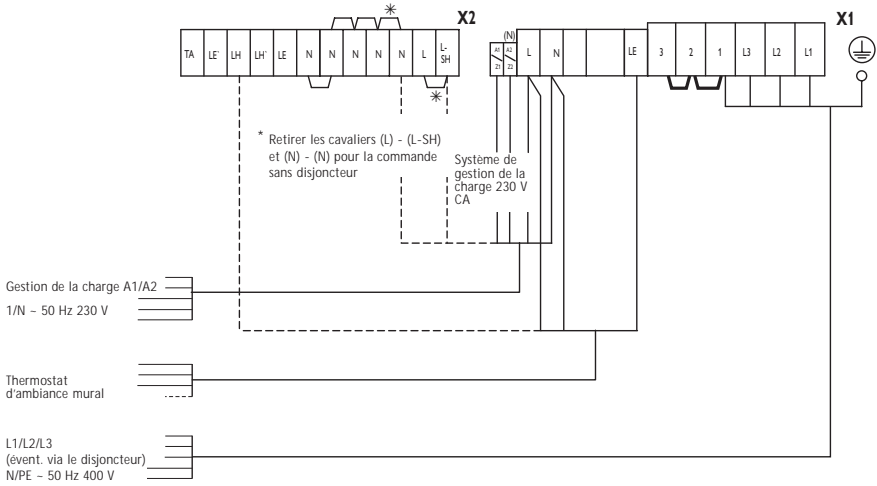 X2
X1
TA LE' LH LH' LE N N N N N L L-SH
(N)
A1 A2 L N LE 3 2 1 L3 L2 L1
Z1 Z2
* Retirer les cavaliers (L) - (L-SH)
et (N) - (N) pour la commande
sans disjoncteur
Système de
gestion de la
charge 230 V
CA
Gestion de la charge A1/A2
1/N ~ 50 Hz 230 V
Thermostat
d'ambiance mural
L1/L2/L3
(évent. via le disjoncteur)
N/PE ~ 50 Hz 400 V